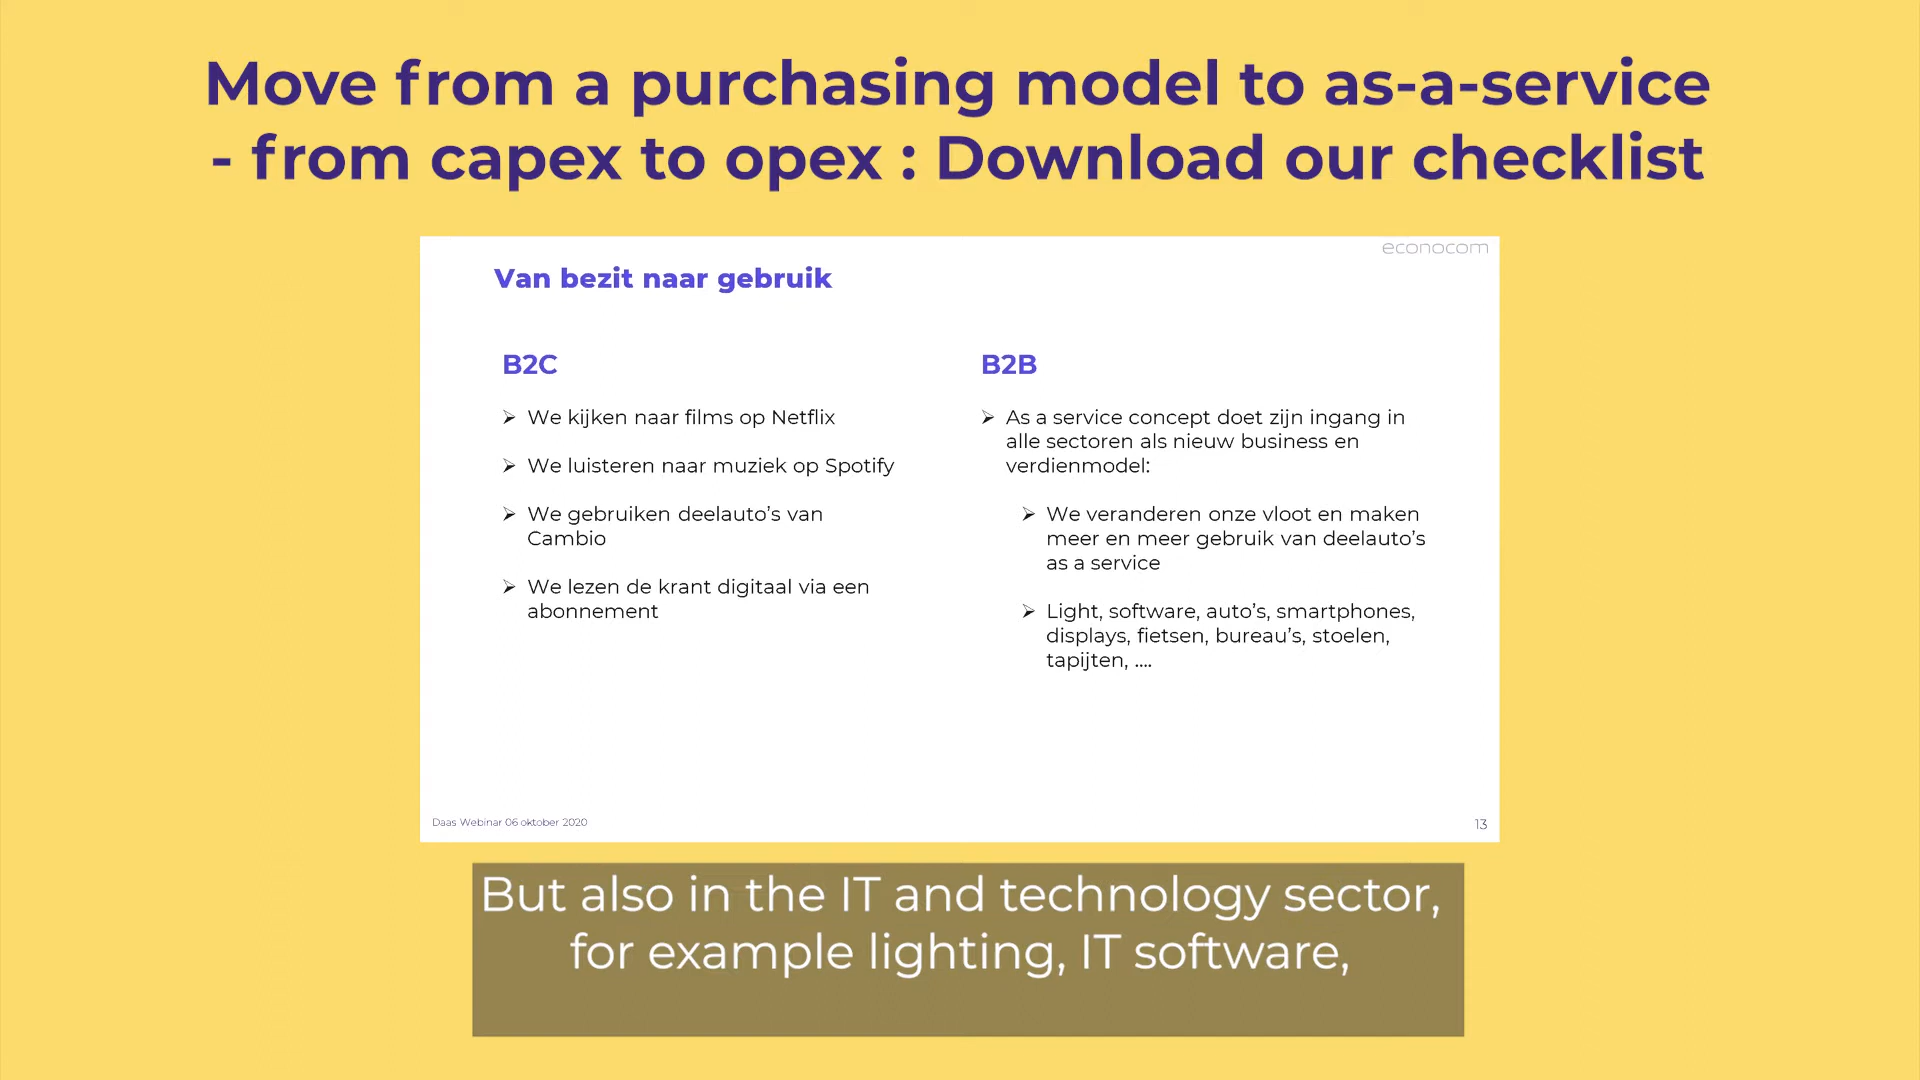 Move from a purchasing model to as-a-service
- from capex to opex : Download our checklist
econocom
Van bezit naar gebruik
B2C
➢ We kijken naar films op Netflix
➢ We luisteren naar muziek op Spotify
➢ We gebruiken deelauto's van
Cambio
➢ We lezen de krant digitaal via een
abonnement
B2B
➢ As a service concept doet zijn ingang in
alle sectoren als nieuw business en
verdienmodel:
➢ We veranderen onze vloot en maken
meer en meer gebruik van deelauto's
as a service
➢ Light, software, auto's, smartphones,
displays, fietsen, bureau's, stoelen,
tapijten, ....
Daas Webinar 06 oktober 2020
13
But also in the IT and technology sector,
for example lighting, IT software,